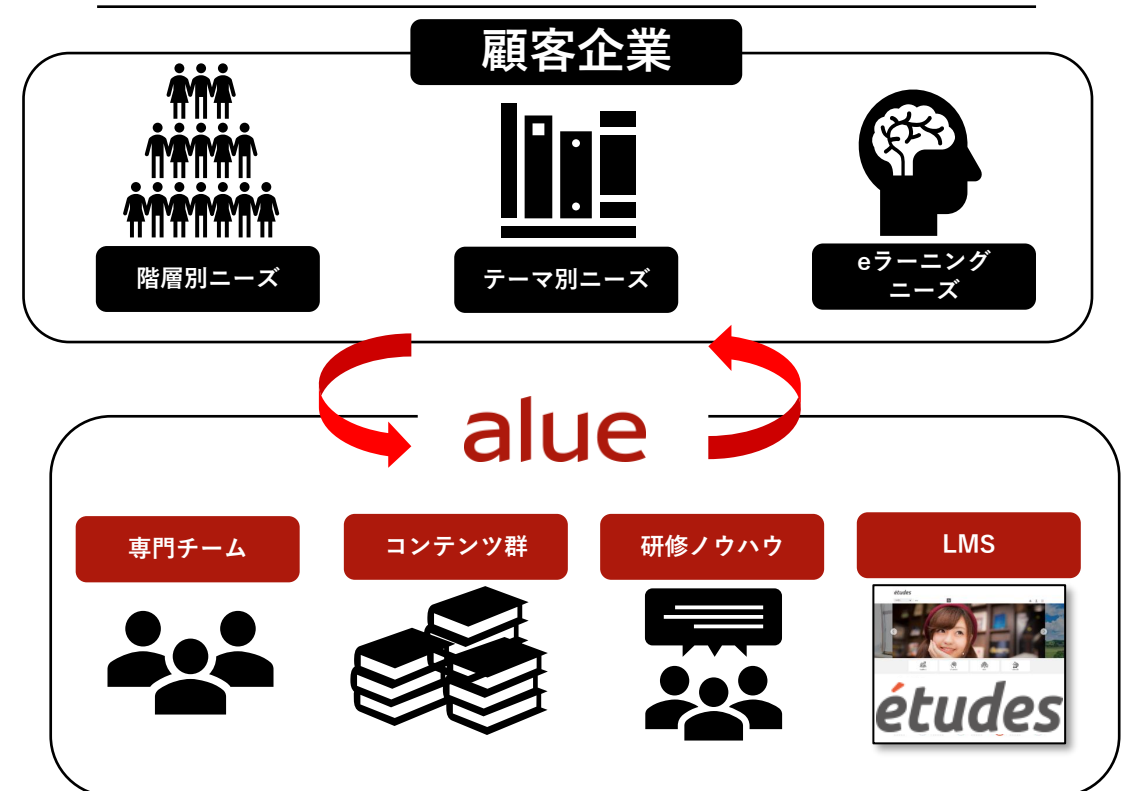 顧客企業
階層別ニーズ
テーマ別ニーズ
eラーニング
ニーズ
alue
専門チーム
コンテンツ群
研修ノウハウ
LMS
études
études